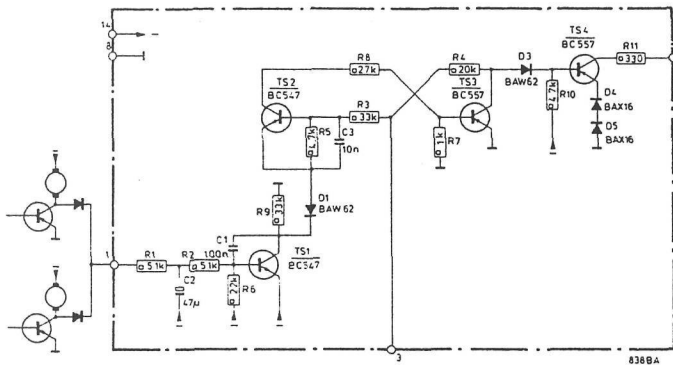 14
8
R8
27k
TS2
BC547
R5
4,7k
C3
10n
R3
33k
R4
20k
TS3
BC557
R7
1k
D3
BAW62
R10
4,7k
TS4
BC557
R11
330
D4
BAX16
D5
BAX16
D1
BAW62
R9
33k
C1
100n
TS1
BC547
R6
22k
1
R1
51k
R2
51k
C2
47µ
3
838BA